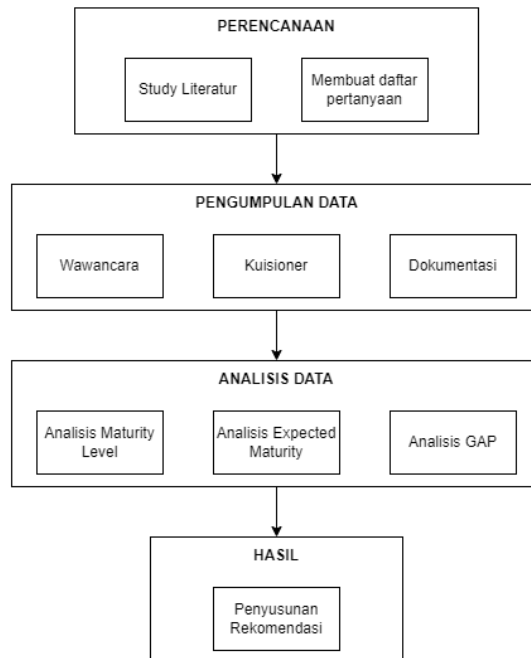 PERENCANAAN
Study Literatur
Membuat daftar
pertanyaan
PENGUMPULAN DATA
Wawancara
Kuisioner
Dokumentasi
ANALISIS DATA
Analisis Maturity
Level
Analisis Expected
Maturity
Analisis GAP
HASIL
Penyusunan
Rekomendasi